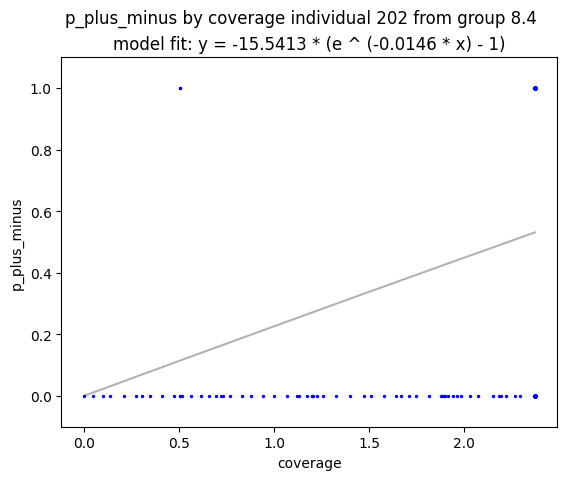 p_plus_minus by coverage individual 202 from group 8.4
model fit: y = -15.5413 * (e ^ (-0.0146 * x) - 1)
1.0
0.8
0.6
0.4
0.2
0.0
p_plus_minus
0.0 0.5 1.0 1.5 2.0
coverage